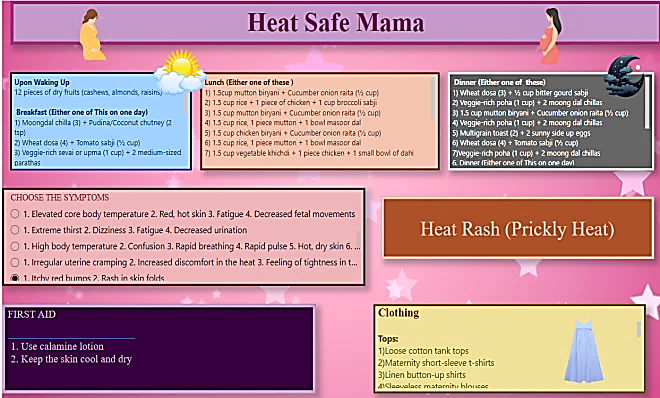 Heat Safe Mama
Upon Waking Up
12 pieces of dry fruits (cashews, almonds, raisins)
Breakfast (Either one of This on one day)
1) Moongdal chilla (3) + Pudina/Coconut chutney (2
tsp)
2) Wheat dosa (4) + Tomato sabji (½ cup)
3) Veggie-rich sevai or upma (1 cup) + 2 medium-sized
parathas
Lunch (Either one of these )
1) 1.5cup mutton biryani + Cucumber onion raita (½ cup)
2) 1.5 cup rice + 1 piece of chicken + 1 cup broccoli sabji
3) 1.5 cup mutton biryani + Cucumber onion raita (½ cup)
4) 1.5 cup rice, 1 piece mutton + 1 bowl masoor dal
5) 1.5 cup chicken biryani + Cucumber onion raita (½ cup)
6) 1.5 cup rice, 1 piece mutton + 1 bowl masoor dal
7) 1.5 cup vegetable khichdi + 1 piece chicken + 1 small bowl of dahi
Dinner (Either one of these)
1) Wheat dosa (3) + ½ cup bitter gourd sabji
2) Veggie-rich poha (1 cup) + 2 moong dal chillas
3) 1.5 cup mutton biryani + Cucumber onion raita (½ cup)
4) Veggie-rich poha (1 cup) + 2 moong dal chillas
5) Multigrain toast (2) + 2 sunny side up eggs
6) Wheat dosa (4) + Tomato sabji (½ cup)
7)Veggie-rich poha (1 cup) + 2 moong dal chillas
6. Dinner (Either one of This on one day)
CHOOSE THE SYMPTOMS
1. Elevated core body temperature 2. Red, hot skin 3. Fatigue 4. Decreased fetal movements
1. Extreme thirst 2. Dizziness 3. Fatigue 4. Decreased urination
1. High body temperature 2. Confusion 3. Rapid breathing 4. Rapid pulse 5. Hot, dry skin 6. ...
1. Irregular uterine cramping 2. Increased discomfort in the heat 3. Feeling of tightness in t...
1. Itchy red bumps 2. Rash in skin folds
Heat Rash (Prickly Heat)
FIRST AID
1. Use calamine lotion
2. Keep the skin cool and dry
Clothing
Tops:
1)Loose cotton tank tops
2)Maternity short-sleeve t-shirts
3)Linen button-up shirts
4)Sleeveless maternity blouses